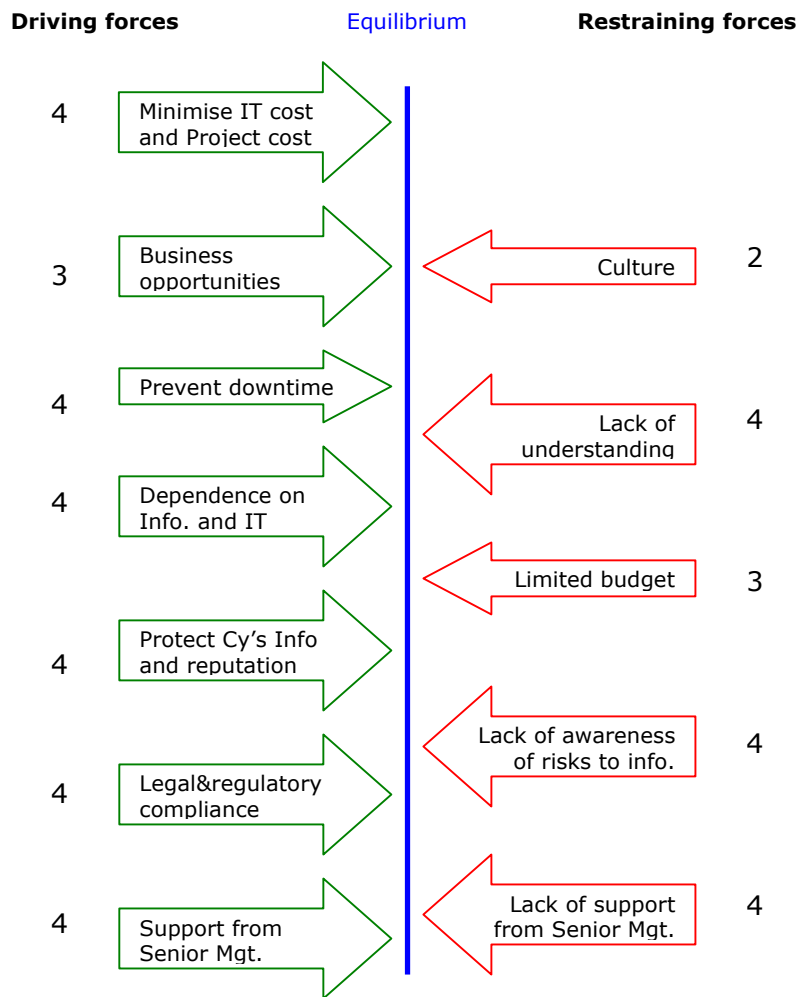 Driving forces
Equilibrium
Restraining forces
4
Minimise IT cost
and Project cost
3
Business
opportunities
Culture
2
4
Prevent downtime
Lack of
understanding
4
4
Dependence on
Info. and IT
Limited budget
3
4
Protect Cy's Info
and reputation
Lack of awareness
of risks to info.
4
4
Legal&regulatory
compliance
4
Support from
Senior Mgt.
Lack of support
from Senior Mgt.
4